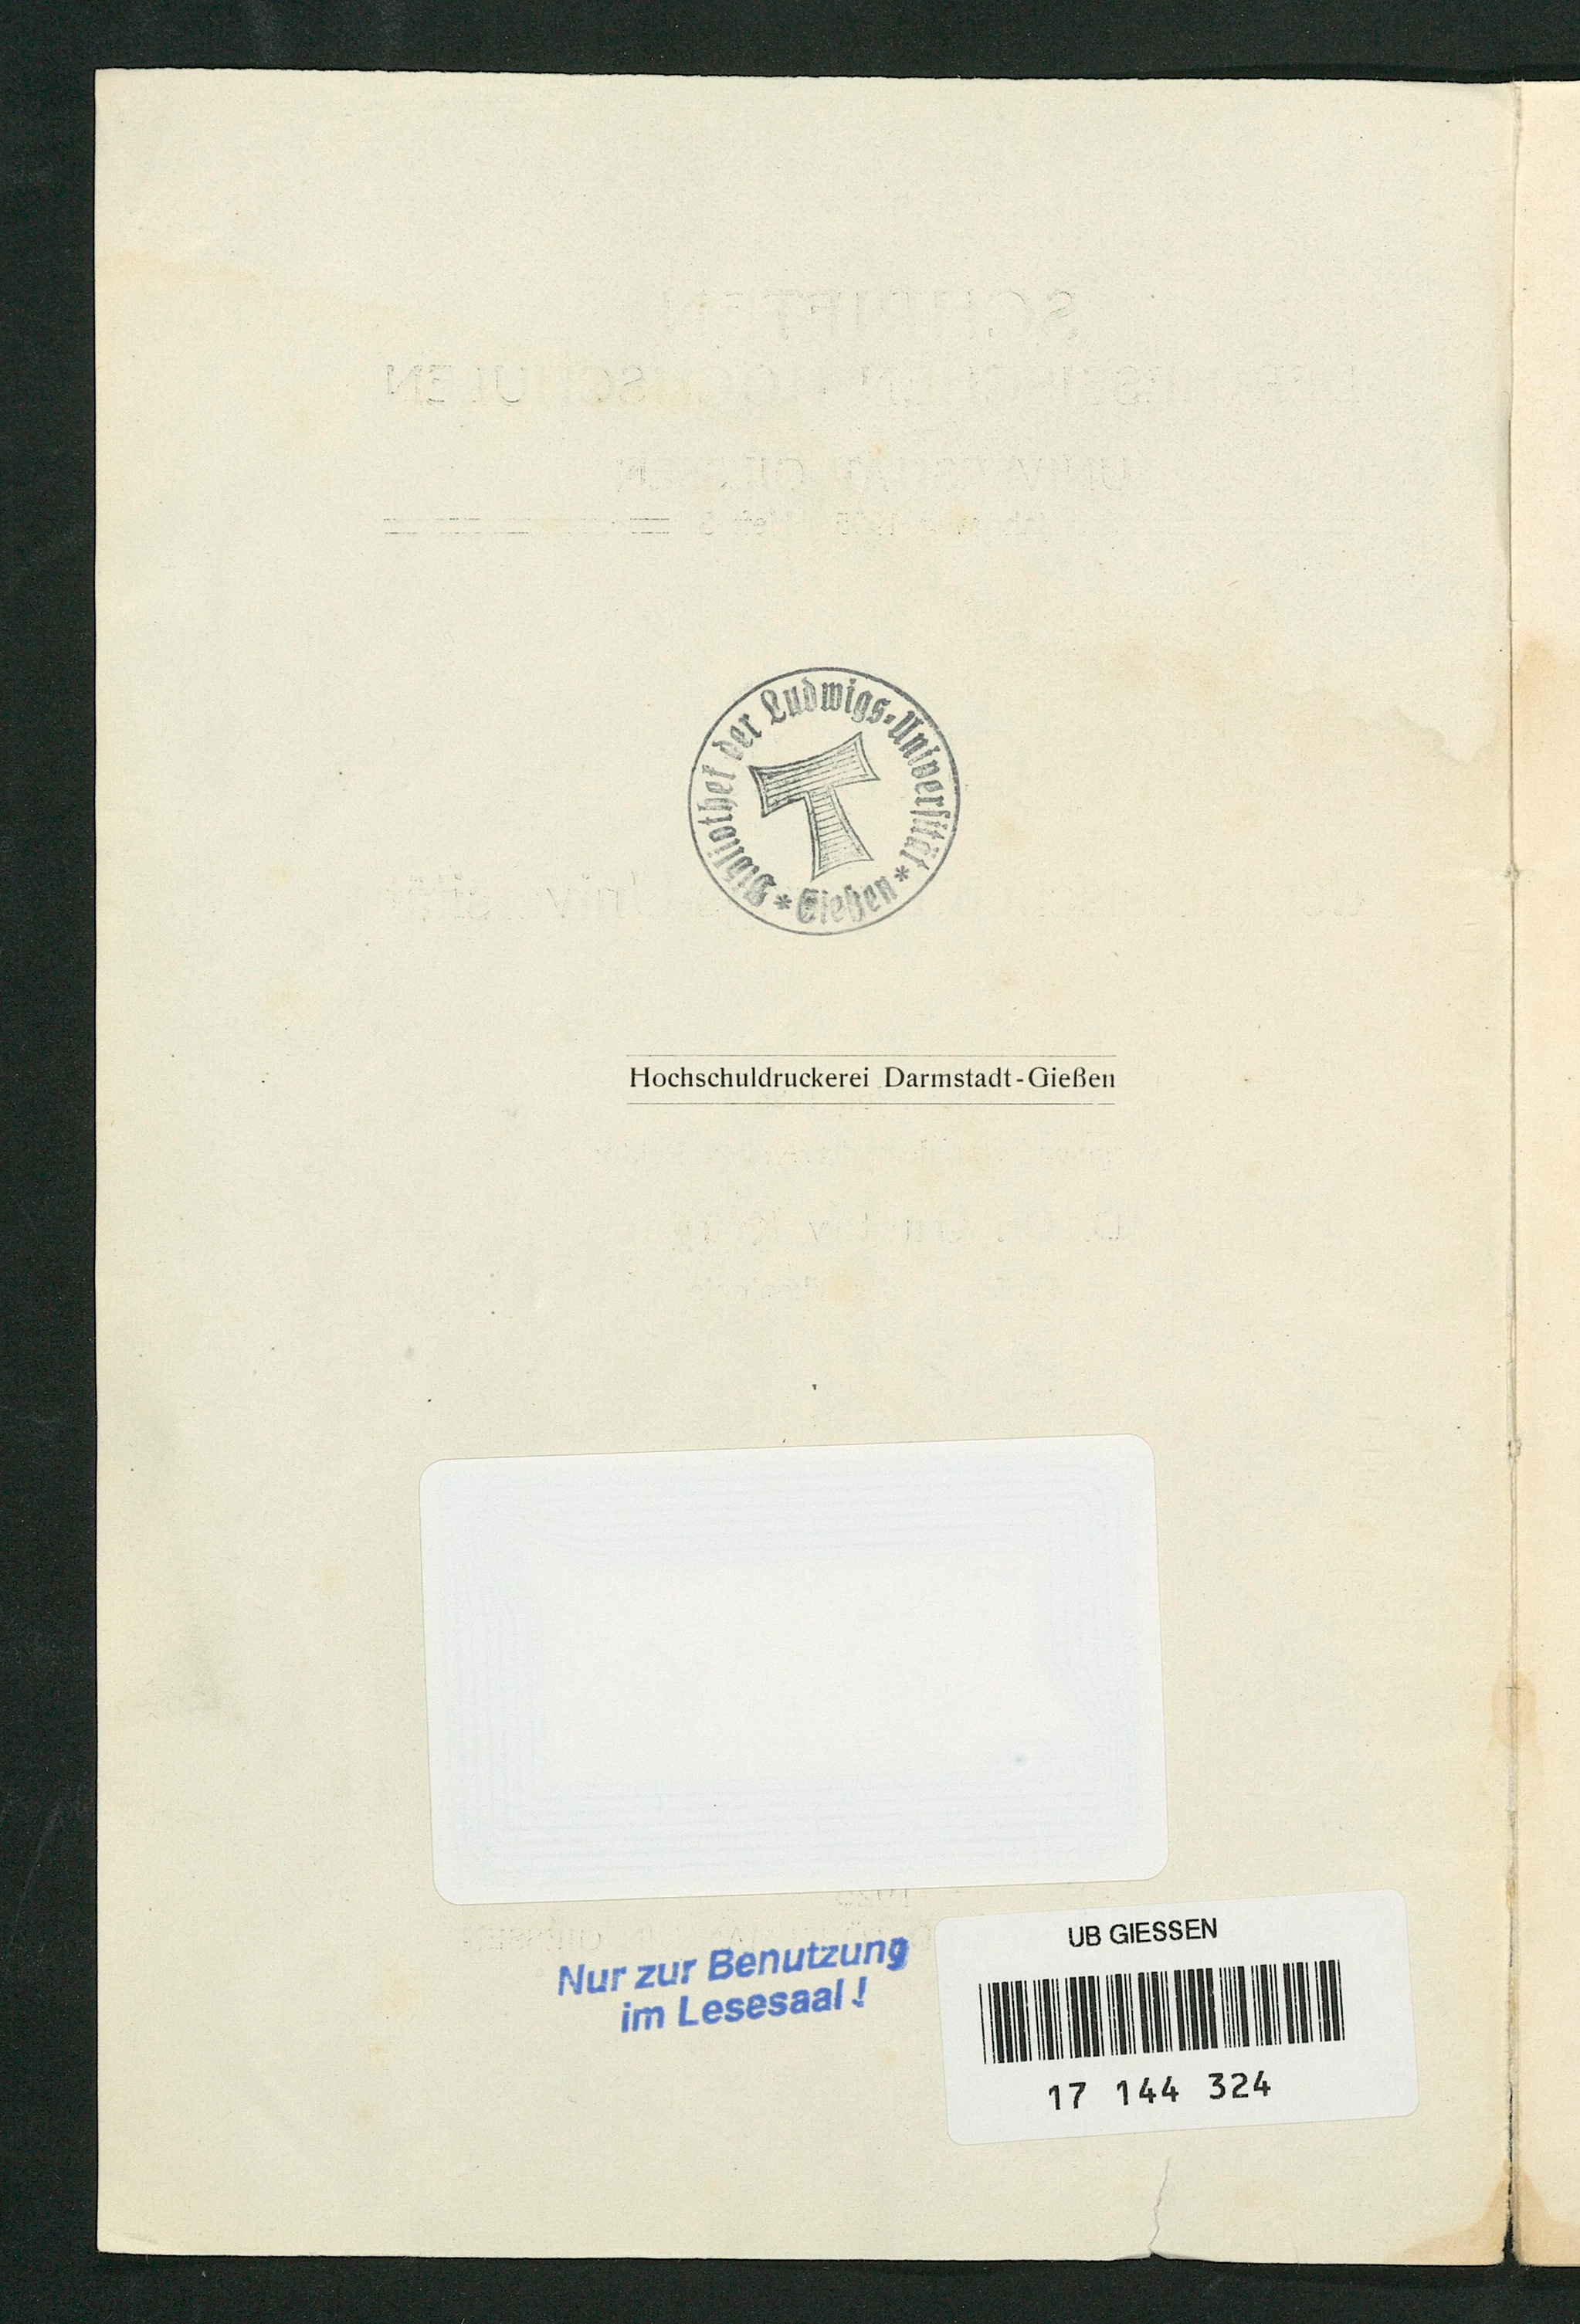 Bibliothek der Ludwigs-Universität
* Gießen *
Hochschuldruckerei Darmstadt-Gießen
Nur zur Benutzung
im Lesesaal!
UB GIESSEN
17 144 324